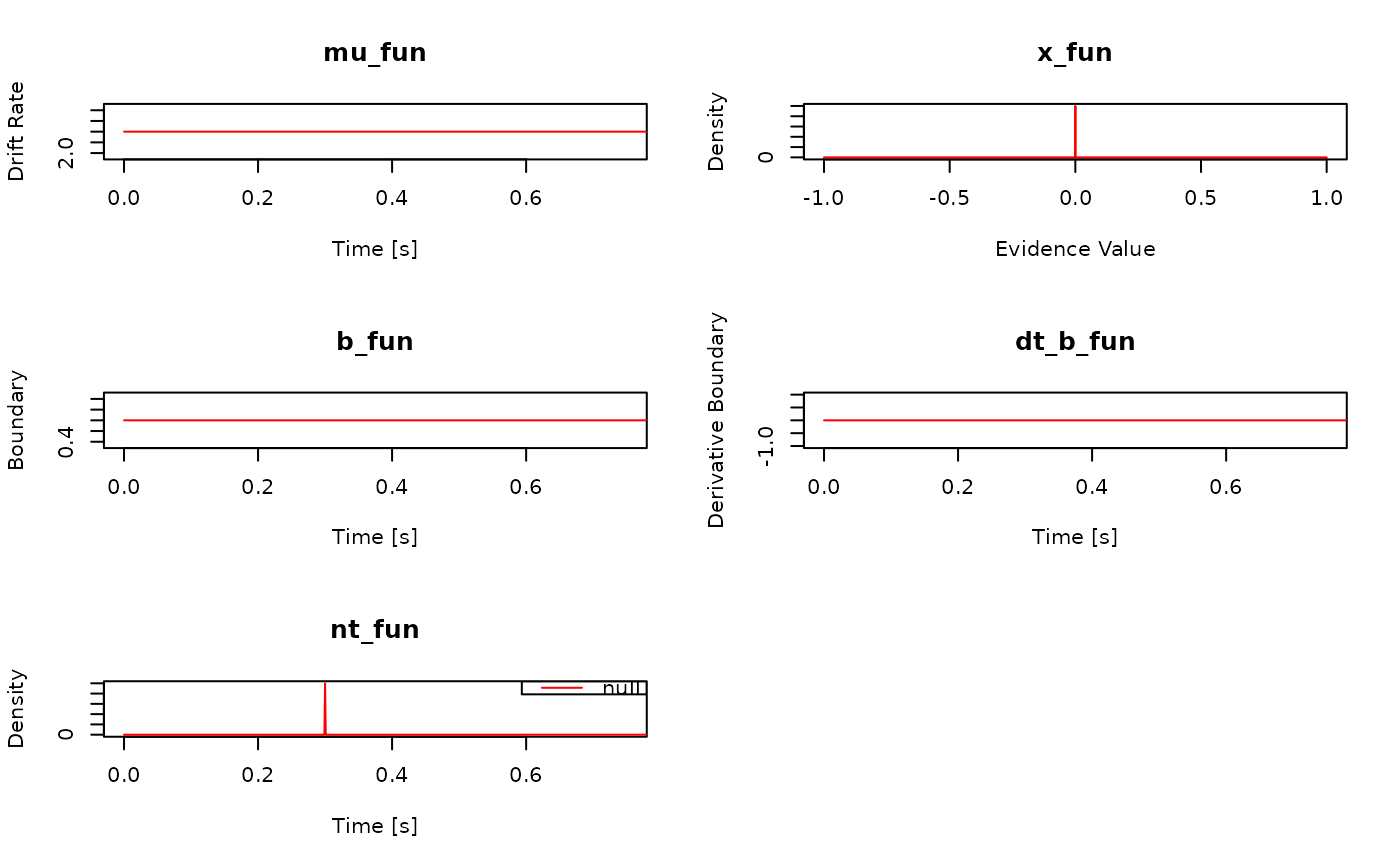 mu_fun
Drift Rate
2.0
0.0 0.2 0.4 0.6
Time [s]
x_fun
Density
0
-1.0 -0.5 0.0 0.5 1.0
Evidence Value
b_fun
Boundary
0.4
0.0 0.2 0.4 0.6
Time [s]
dt_b_fun
Derivative Boundary
-1.0
0.0 0.2 0.4 0.6
Time [s]
nt_fun
Density
0
null
0.0 0.2 0.4 0.6
Time [s]